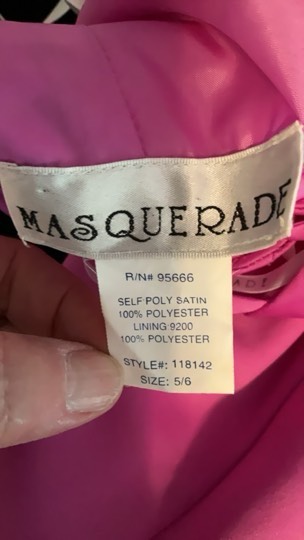 MASQUERADE
R/N# 95666
SELF POLY SATIN
100% POLYESTER
LINING 9200
100% POLYESTER
STYLE#: 118142
SIZE: 5/6